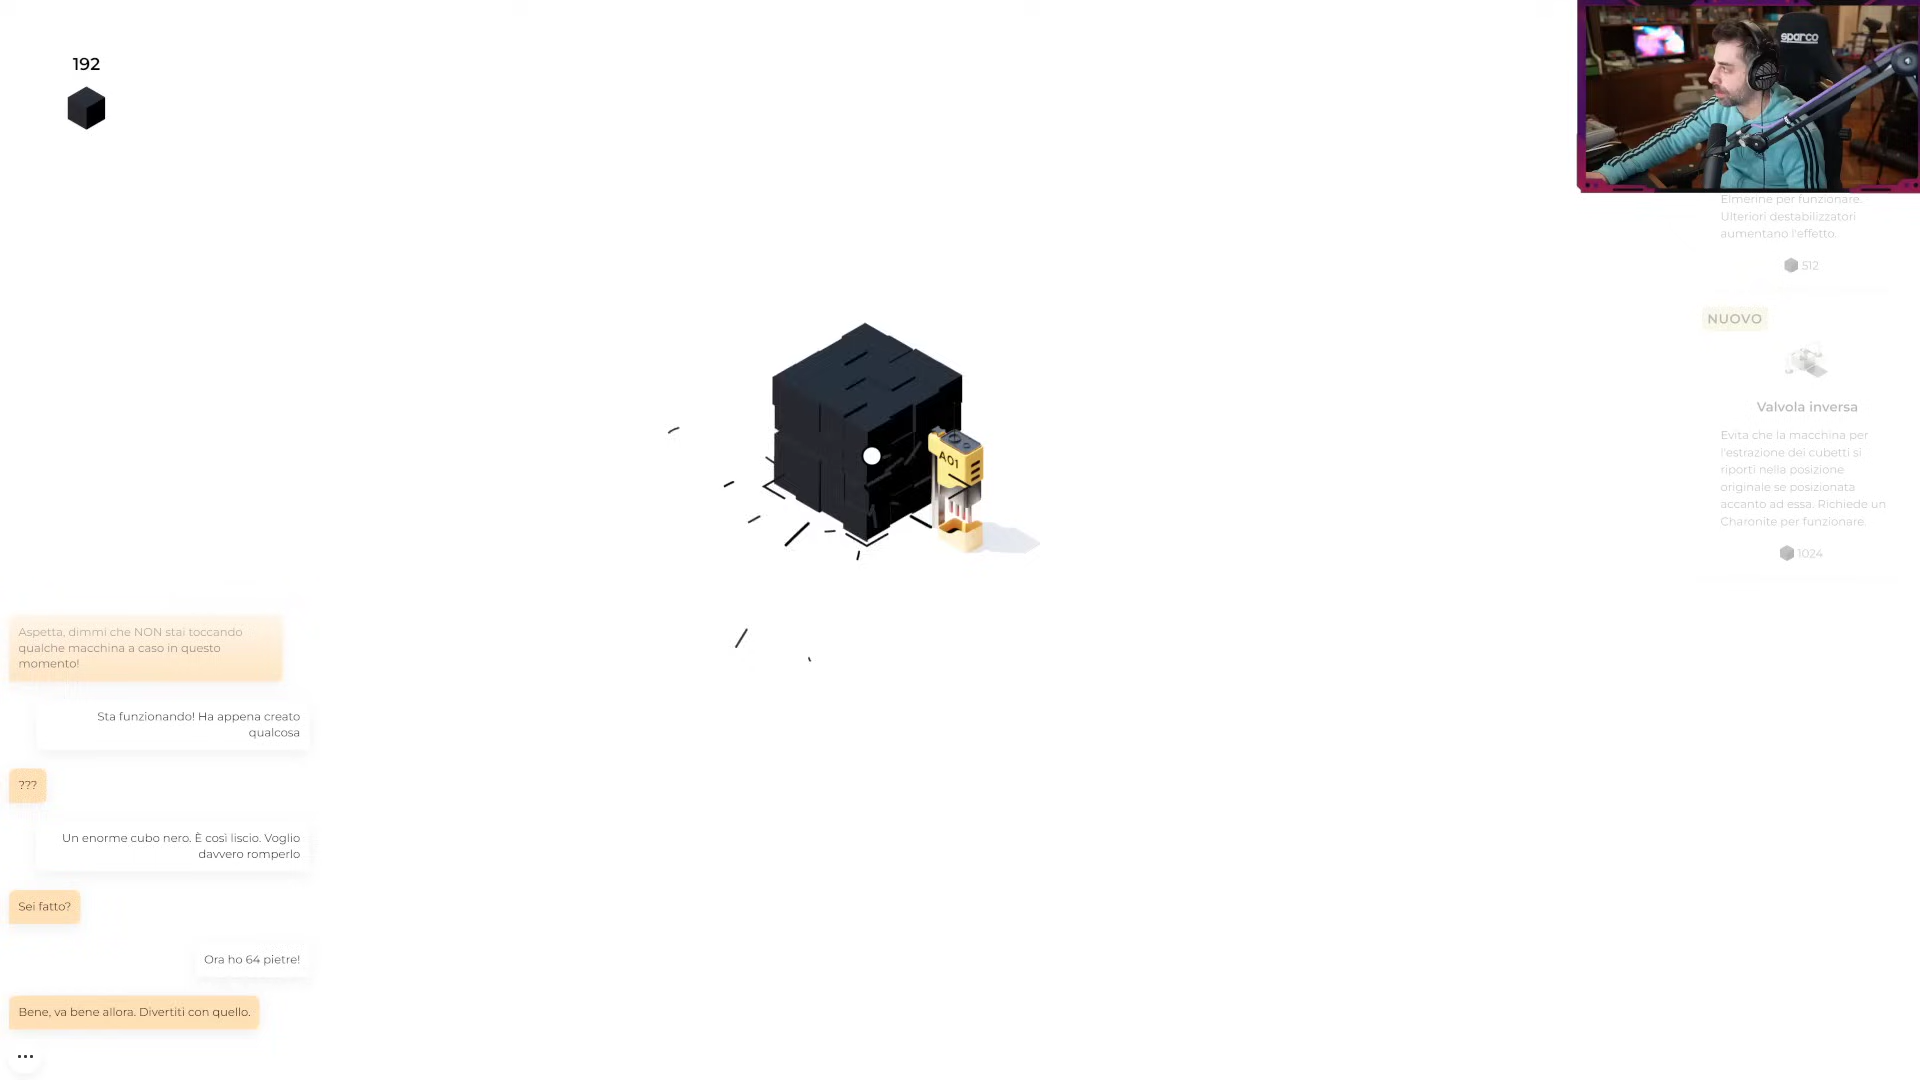 192
sparco
Elmerine per funzionare.
Ulteriori destabilizzatori
aumentano l'effetto.
512
NUOVO
Valvola inversa
Evita che la macchina per
l'estrazione dei cubetti si
riporti nella posizione
originale se posizionata
accanto ad essa. Richiede un
Charonite per funzionare.
1024
A01
Aspetta, dimmi che NON stai toccando
qualche macchina a caso in questo
momento!
Sta funzionando! Ha appena creato
qualcosa
???
Un enorme cubo nero. È così liscio. Voglio
davvero romperlo
Sei fatto?
Ora ho 64 pietre!
Bene, va bene allora. Divertiti con quello.
...